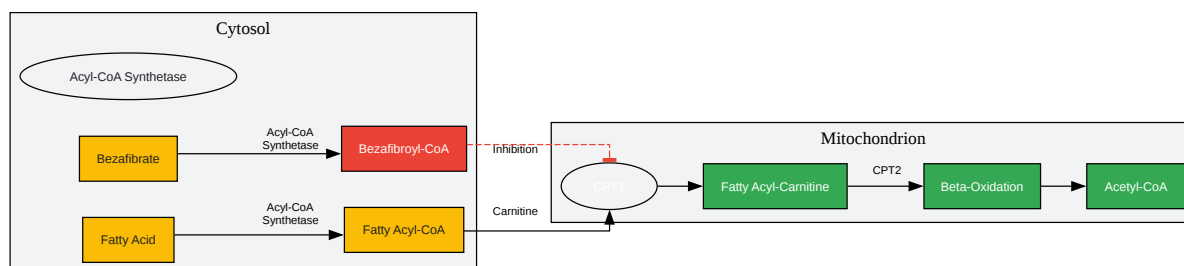 Cytosol
Acyl-CoA Synthetase
Acyl-CoA
Synthetase
Bezafibrate
Bezafibroyl-CoA
Inhibition
Acyl-CoA
Synthetase
Fatty Acid
Fatty Acyl-CoA
Carnitine
Mitochondrion
CPT1
Fatty Acyl-Carnitine
CPT2
Beta-Oxidation
Acetyl-CoA